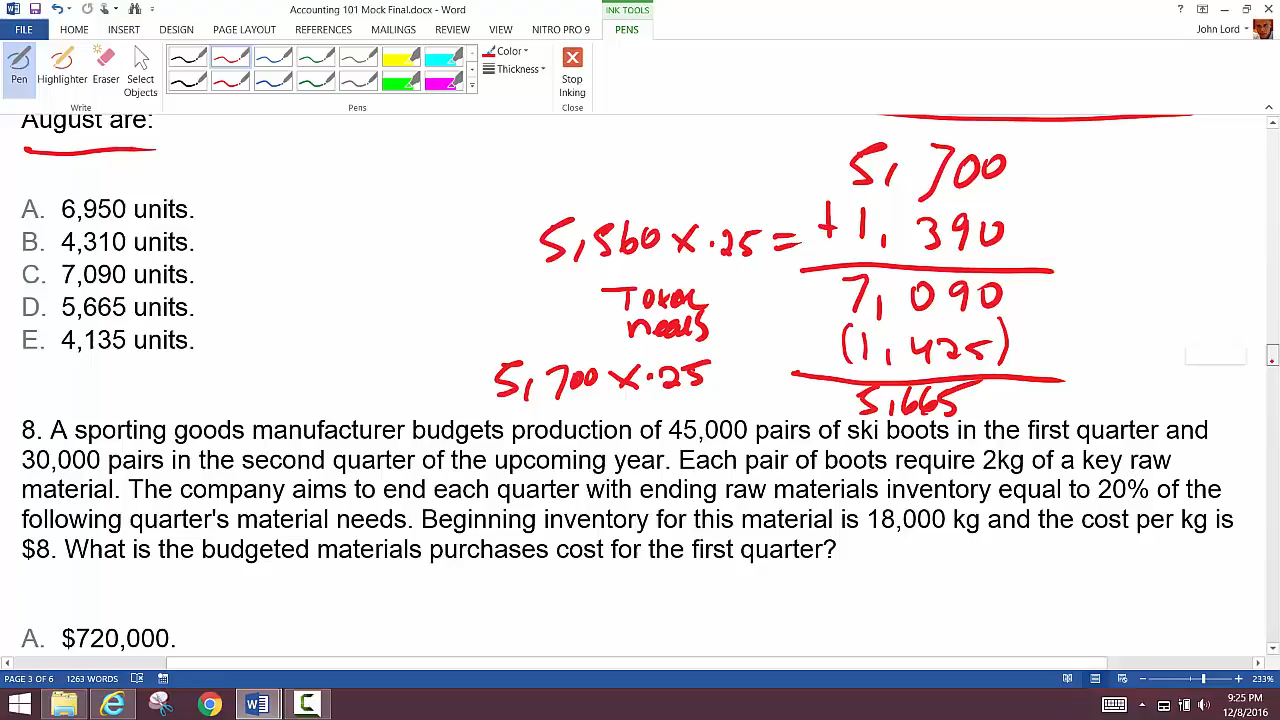 Accounting 101 Mock Final.docx - Word
INK TOOLS
FILE HOME INSERT DESIGN PAGE LAYOUT REFERENCES MAILINGS REVIEW VIEW NITRO PRO 9 PENS
John Lord
Pen Highlighter Eraser Select Objects
Color
Thickness
Stop Inking
Write Pens Close
August are:
5,700
A. 6,950 units.
5,560 x .25 = +1,390
B. 4,310 units.
C. 7,090 units.
7,090
D. 5,665 units.
Total needs
E. 4,135 units.
(1,425)
5,700 x .25
5,665
8. A sporting goods manufacturer budgets production of 45,000 pairs of ski boots in the first quarter and
30,000 pairs in the second quarter of the upcoming year. Each pair of boots require 2kg of a key raw
material. The company aims to end each quarter with ending raw materials inventory equal to 20% of the
following quarter's material needs. Beginning inventory for this material is 18,000 kg and the cost per kg is
$8. What is the budgeted materials purchases cost for the first quarter?
A. $720,000.
PAGE 3 OF 6 1263 WORDS
233%
9:25 PM
12/8/2016